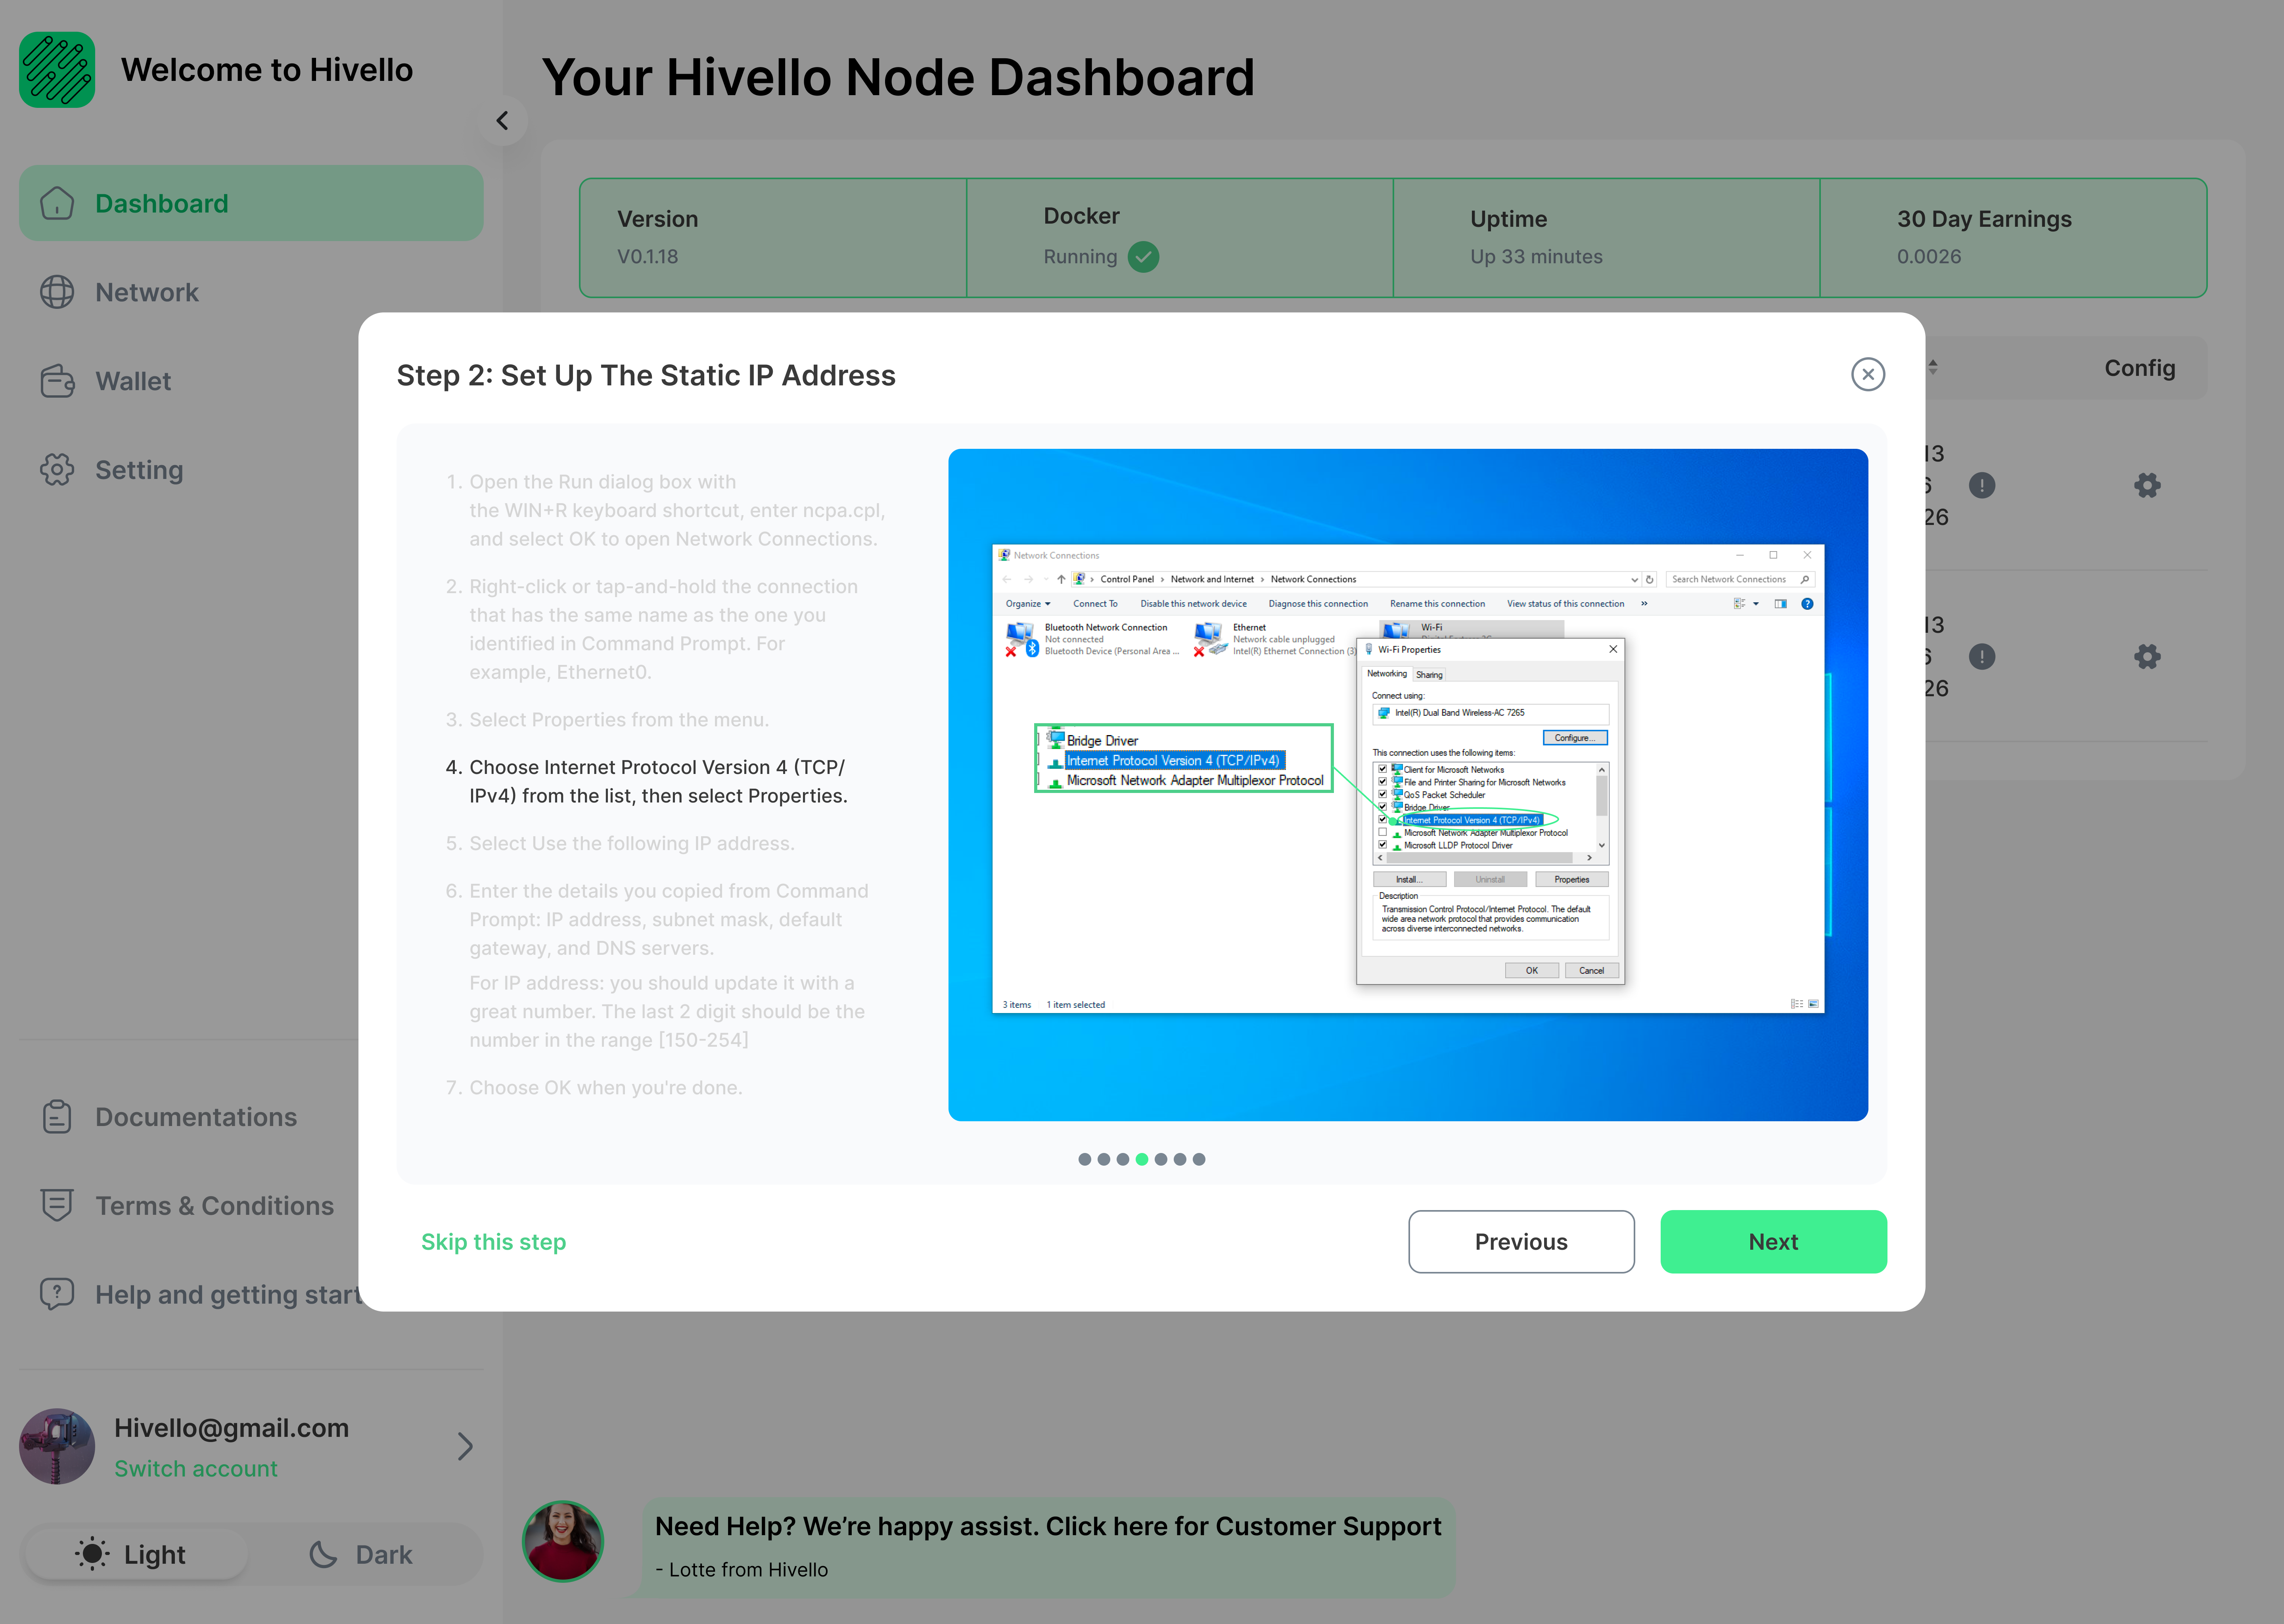 Welcome to Hivello
Your Hivello Node Dashboard
Dashboard
Network
Wallet
Setting
Version
V0.1.18
Docker
Running
Uptime
Up 33 minutes
30 Day Earnings
0.0026
Config
13
26
13
26
Step 2: Set Up The Static IP Address
1. Open the Run dialog box with
the WIN+R keyboard shortcut, enter ncpa.cpl,
and select OK to open Network Connections.
2. Right-click or tap-and-hold the connection
that has the same name as the one you
identified in Command Prompt. For
example, Ethernet0.
3. Select Properties from the menu.
4. Choose Internet Protocol Version 4 (TCP/
IPv4) from the list, then select Properties.
5. Select Use the following IP address.
6. Enter the details you copied from Command
Prompt: IP address, subnet mask, default
gateway, and DNS servers.
For IP address: you should update it with a
great number. The last 2 digit should be the
number in the range [150-254]
7. Choose OK when you're done.
Network Connections
Control Panel > Network and Internet > Network Connections
Search Network Connections
Organize
Connect To
Disable this network device
Diagnose this connection
Rename this connection
View status of this connection
»
Bluetooth Network Connection
Not connected
Bluetooth Device (Personal Area ...
Ethernet
Network cable unplugged
Intel(R) Ethernet Connection (3)
Wi-Fi
Wi-Fi Properties
Networking
Sharing
Connect using:
Intel(R) Dual Band Wireless-AC 7265
Configure...
This connection uses the following items:
Client for Microsoft Networks
File and Printer Sharing for Microsoft Networks
QoS Packet Scheduler
Bridge Driver
Internet Protocol Version 4 (TCP/IPv4)
Microsoft Network Adapter Multiplexor Protocol
Microsoft LLDP Protocol Driver
Install...
Uninstall
Properties
Description
Transmission Control Protocol/Internet Protocol. The default
wide area network protocol that provides communication
across diverse interconnected networks.
OK
Cancel
Bridge Driver
Internet Protocol Version 4 (TCP/IPv4)
Microsoft Network Adapter Multiplexor Protocol
3 items
1 item selected
Skip this step
Previous
Next
Documentations
Terms & Conditions
Help and getting start
Hivello@gmail.com
Switch account
Light
Dark
Need Help? We’re happy assist. Click here for Customer Support
- Lotte from Hivello